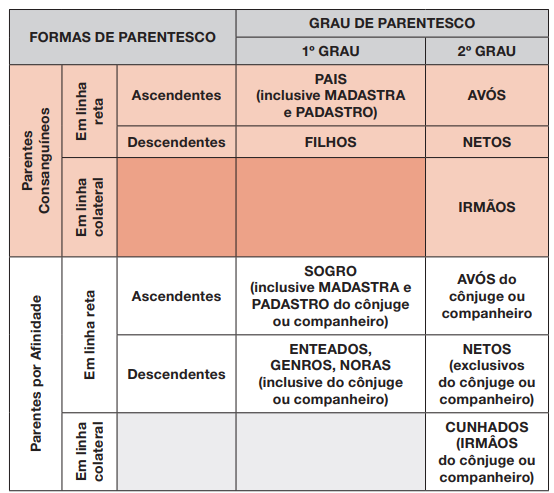 FORMAS DE PARENTESCO
GRAU DE PARENTESCO
1º GRAU
2º GRAU
Parentes
Consanguíneos
Em linha
reta
Ascendentes
PAIS
(inclusive MADASTRA
e PADASTRO)
AVÓS
Descendentes
FILHOS
NETOS
Em linha
colateral
IRMÃOS
Parentes por Afinidade
Em linha reta
Ascendentes
SOGRO
(inclusive MADASTRA e
PADASTRO do cônjuge
ou companheiro)
AVÓS do
cônjuge ou
companheiro
Descendentes
ENTEADOS,
GENROS, NORAS
(inclusive do cônjuge
ou companheiro)
NETOS
(exclusivos
do cônjuge ou
companheiro)
Em linha
colateral
CUNHADOS
(IRMÂOS
do cônjuge ou
companheiro)